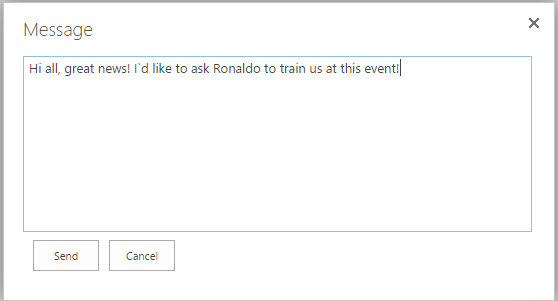 Message
Hi all, great news! I`d like to ask Ronaldo to train us at this event!
Send
Cancel